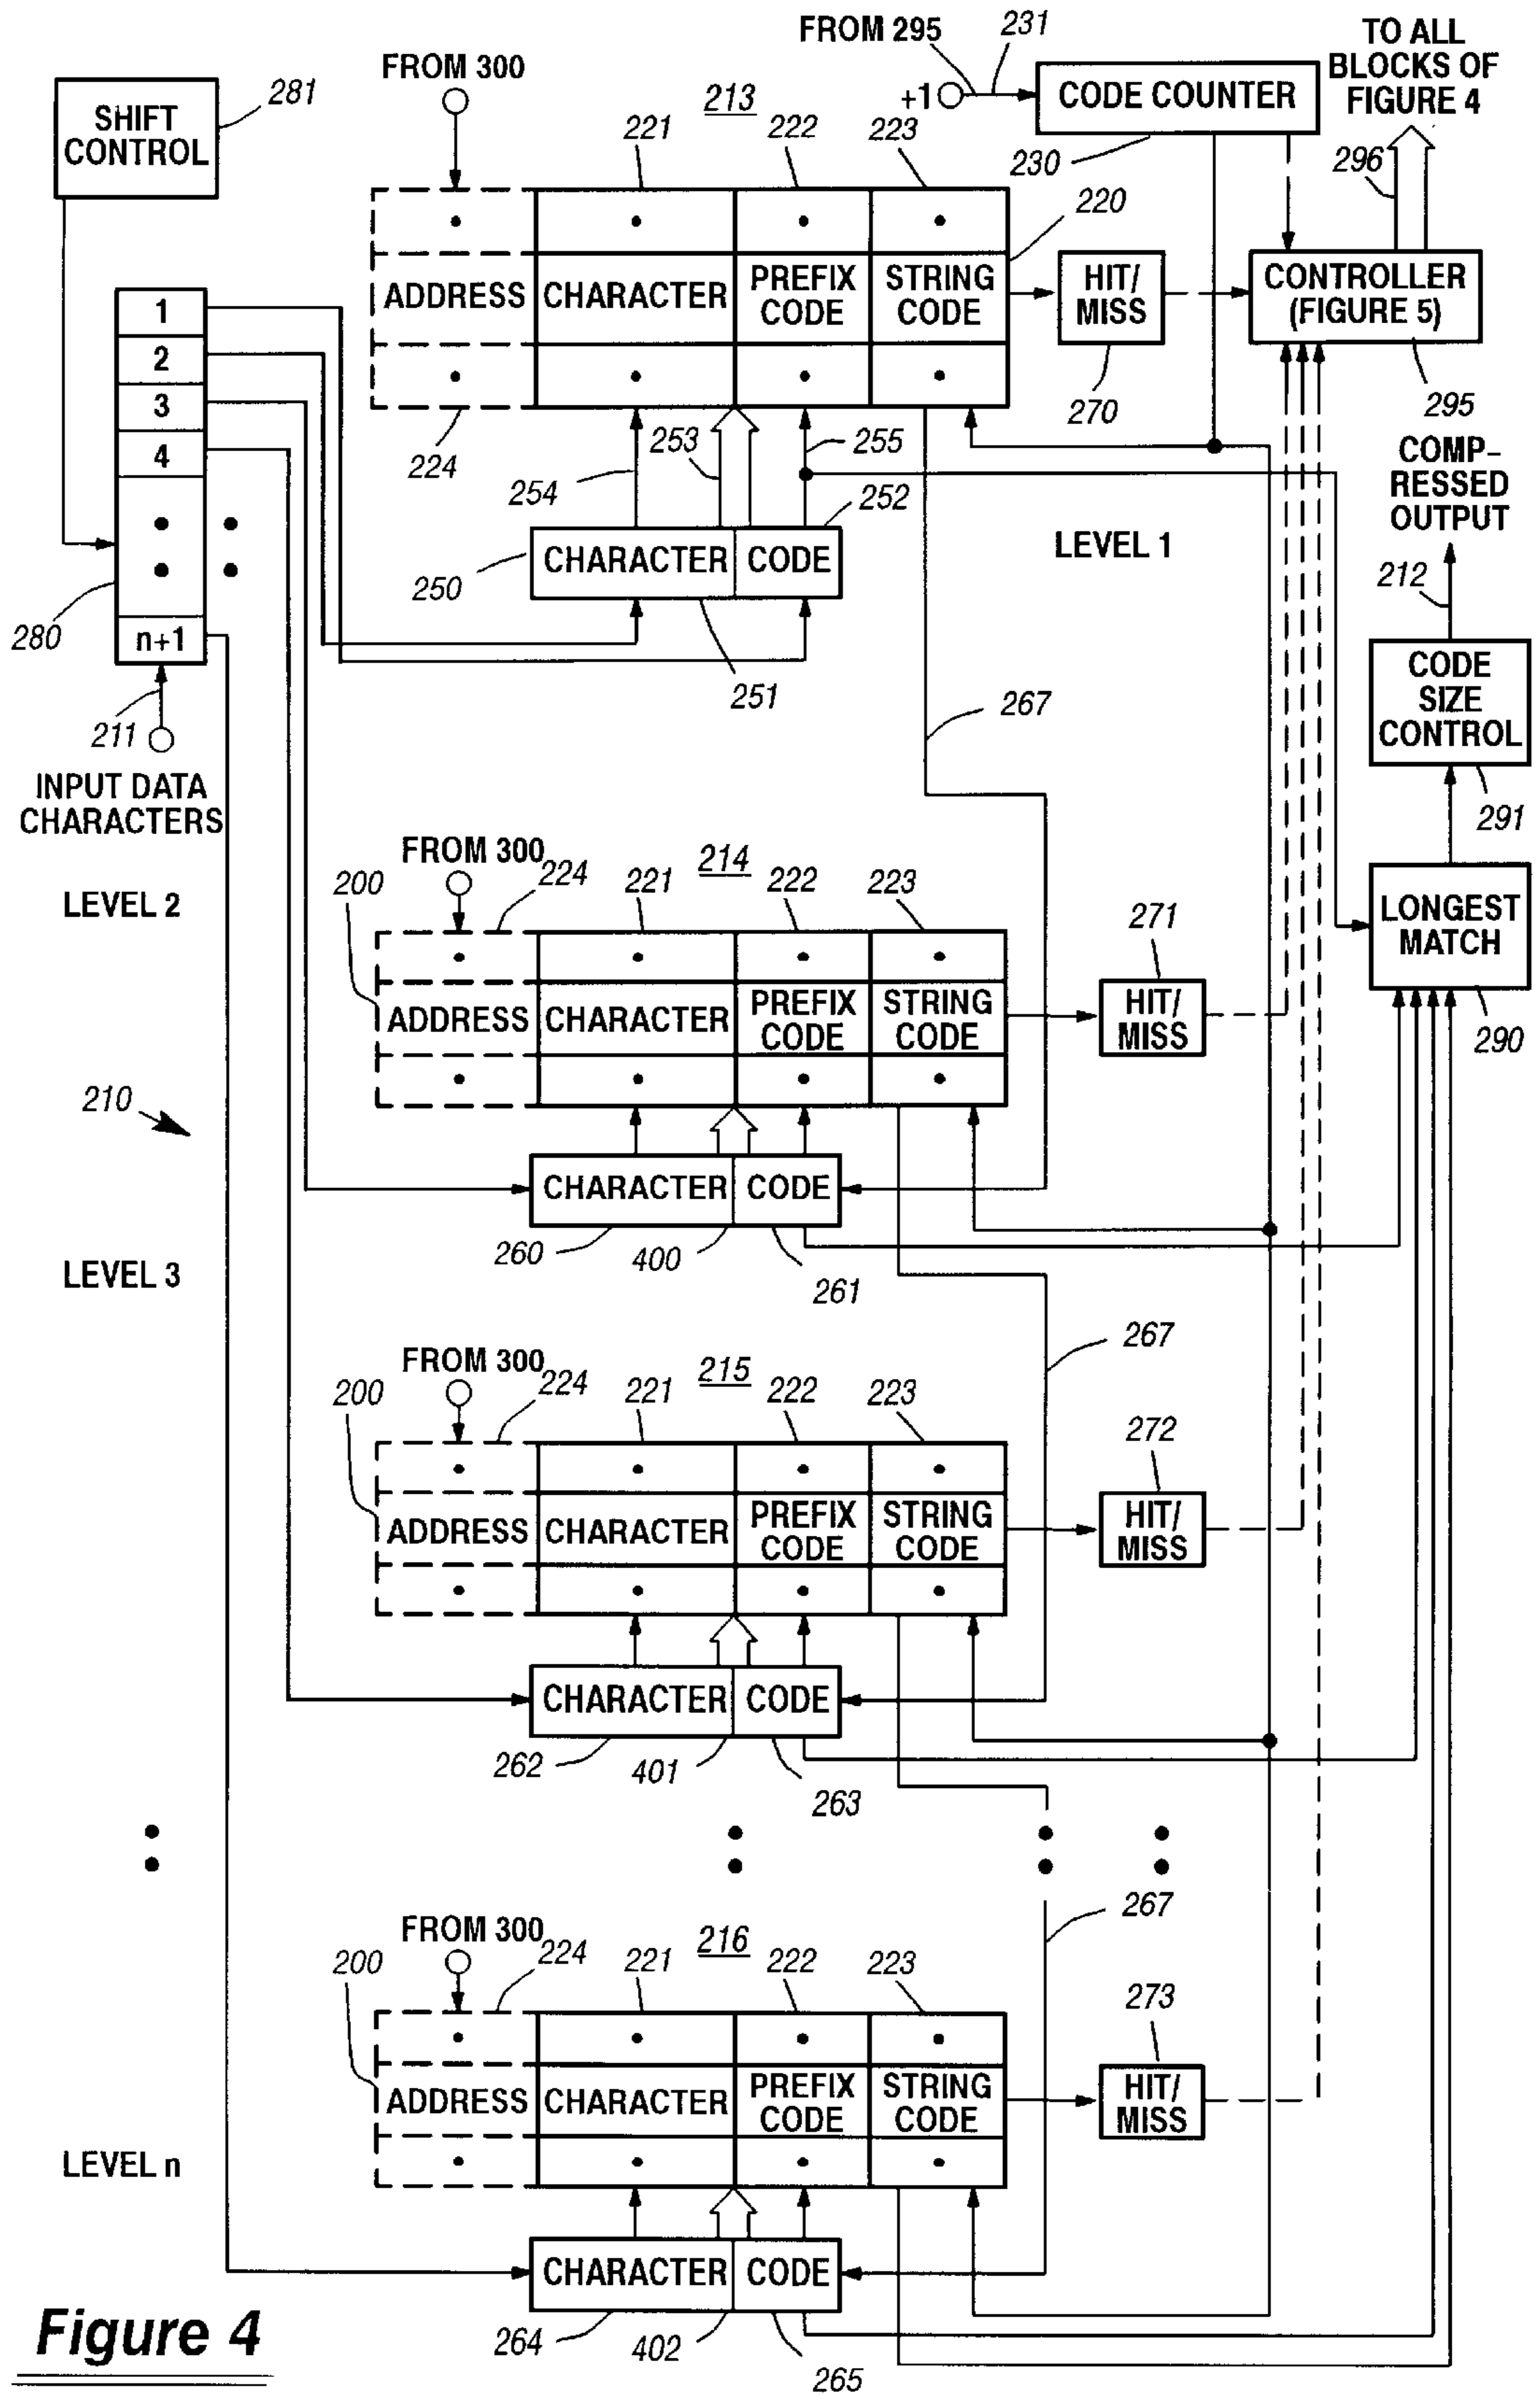 FROM 295
231
TO ALL
BLOCKS OF
FIGURE 4
FROM 300
281
SHIFT
CONTROL
213
+1
CODE COUNTER
221
222
223
230
296
220
ADDRESS
CHARACTER
PREFIX
CODE
STRING
CODE
HIT/
MISS
CONTROLLER
(FIGURE 5)
1
2
3
4
n+1
224
270
295
253
255
254
252
COMP-
RESSED
OUTPUT
LEVEL 1
250
CHARACTER
CODE
212
280
251
CODE
SIZE
CONTROL
267
211
INPUT DATA
CHARACTERS
291
FROM 300
214
LEVEL 2
200
224
221
222
223
271
LONGEST
MATCH
ADDRESS
CHARACTER
PREFIX
CODE
STRING
CODE
HIT/
MISS
290
210
CHARACTER
CODE
260
400
261
LEVEL 3
267
FROM 300
215
200
224
221
222
223
272
ADDRESS
CHARACTER
PREFIX
CODE
STRING
CODE
HIT/
MISS
CHARACTER
CODE
262
401
263
267
FROM 300
216
200
224
221
222
223
273
ADDRESS
CHARACTER
PREFIX
CODE
STRING
CODE
HIT/
MISS
LEVEL n
CHARACTER
CODE
264
402
265
Figure 4